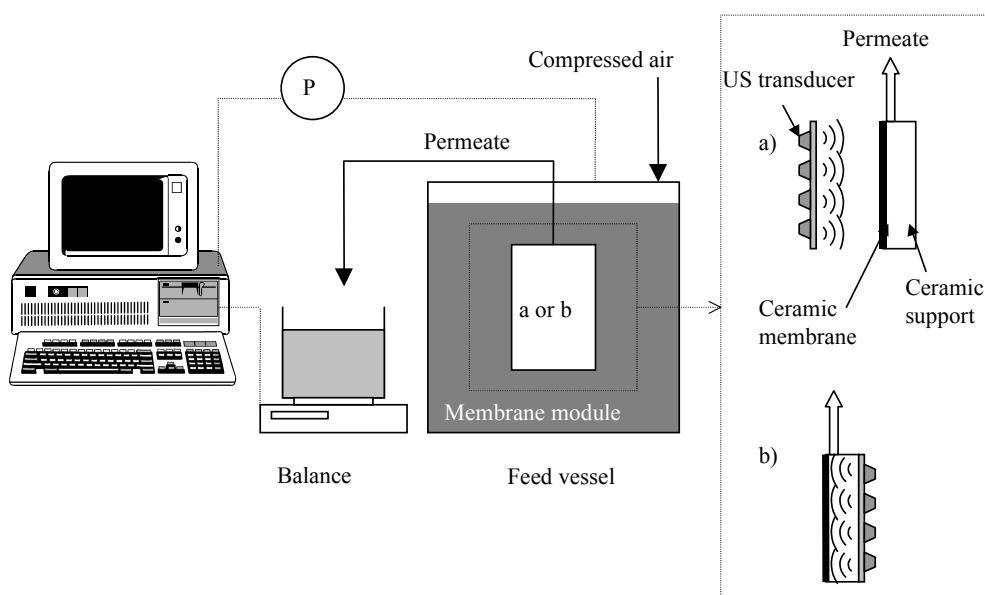 Permeate
Compressed air
US transducer
P
a)
Permeate
a or b
Ceramic
membrane
Ceramic
support
Membrane module
b)
Balance
Feed vessel